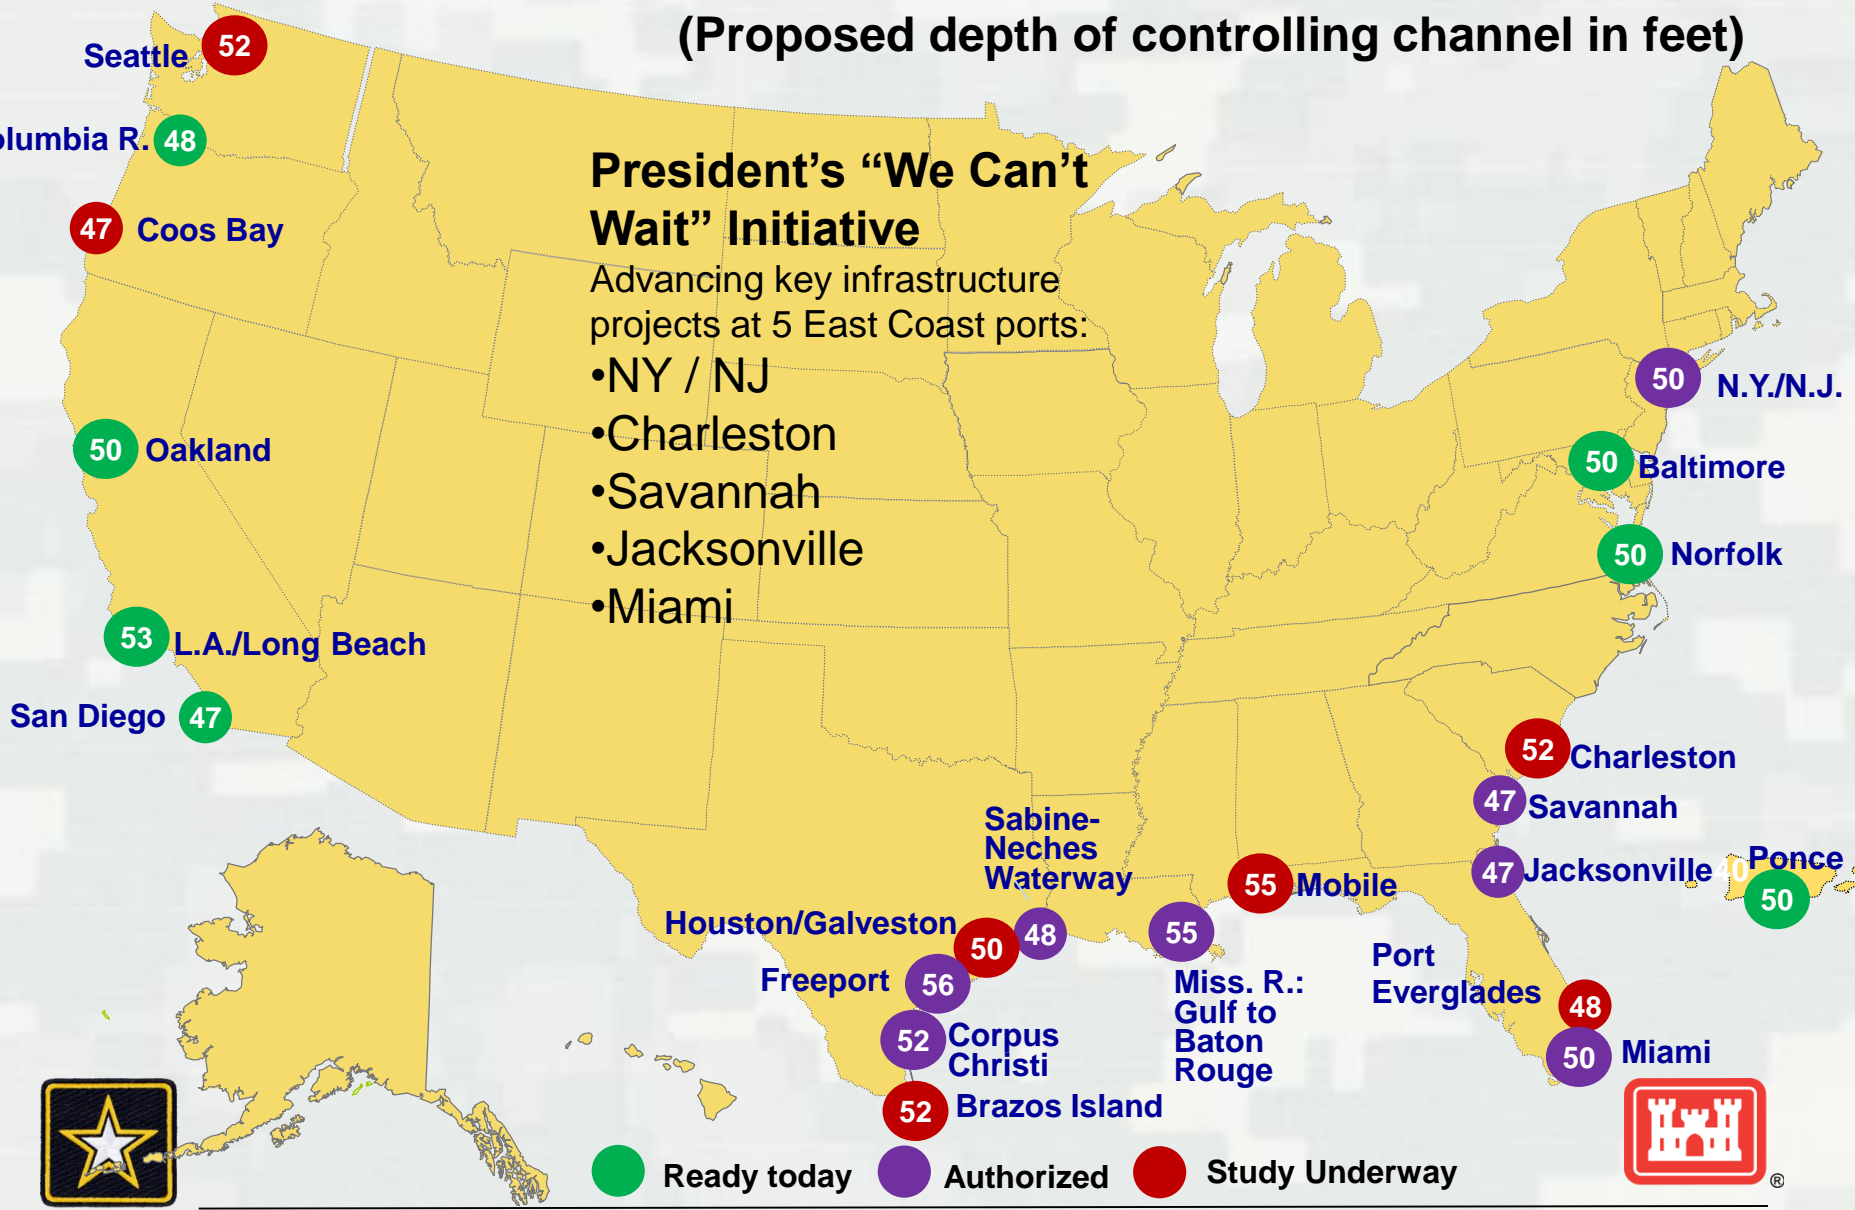 (Proposed depth of controlling channel in feet)
Seattle
52
olumbia R.
48
47
Coos Bay
President’s “We Can’t
Wait” Initiative
Advancing key infrastructure
projects at 5 East Coast ports:
•NY / NJ
•Charleston
•Savannah
•Jacksonville
•Miami
50
N.Y./N.J.
50
Oakland
50
Baltimore
50
Norfolk
53
L.A./Long Beach
San Diego
47
52
Charleston
47
Savannah
Sabine-
Neches
Waterway
48
47
Jacksonville
40
Ponce
50
55
Mobile
Houston/Galveston
50
55
Miss. R.:
Gulf to
Baton
Rouge
Freeport
56
Port
Everglades
48
52
Corpus
Christi
50
Miami
52
Brazos Island
Ready today
Authorized
Study Underway
®